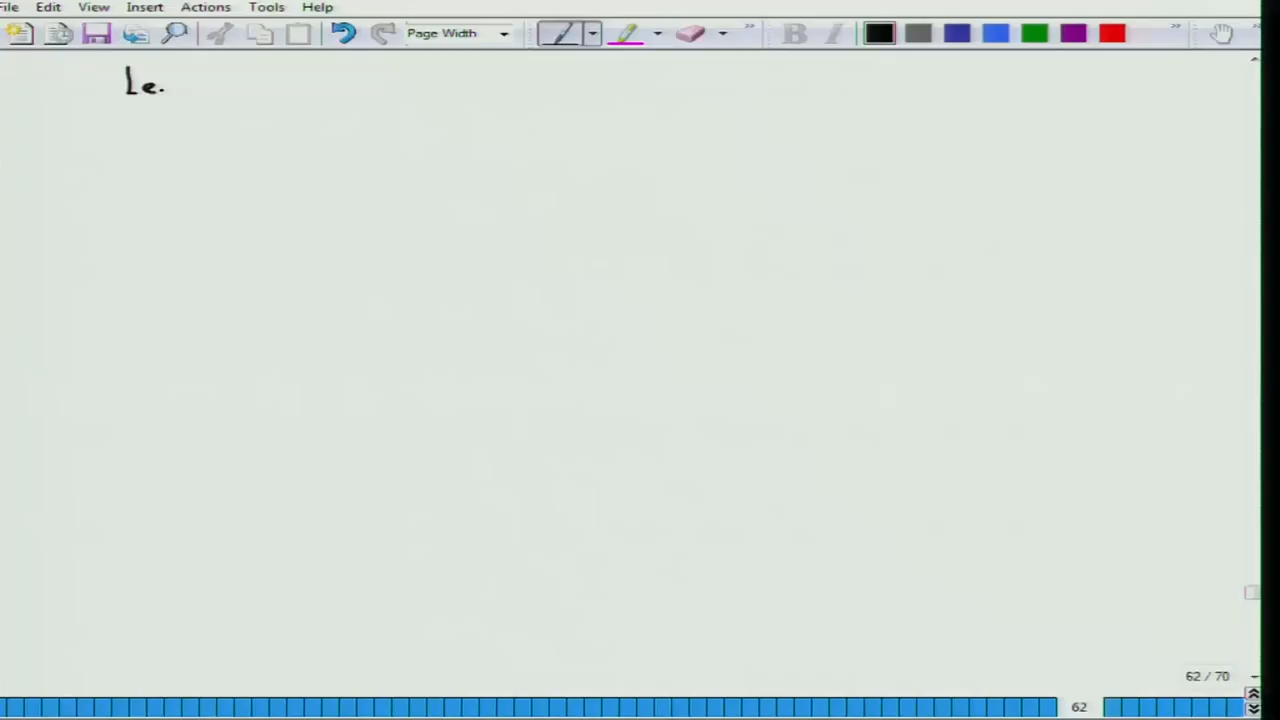 File Edit View Insert Actions Tools Help
Page Width
B I
Le.
62 / 70
62